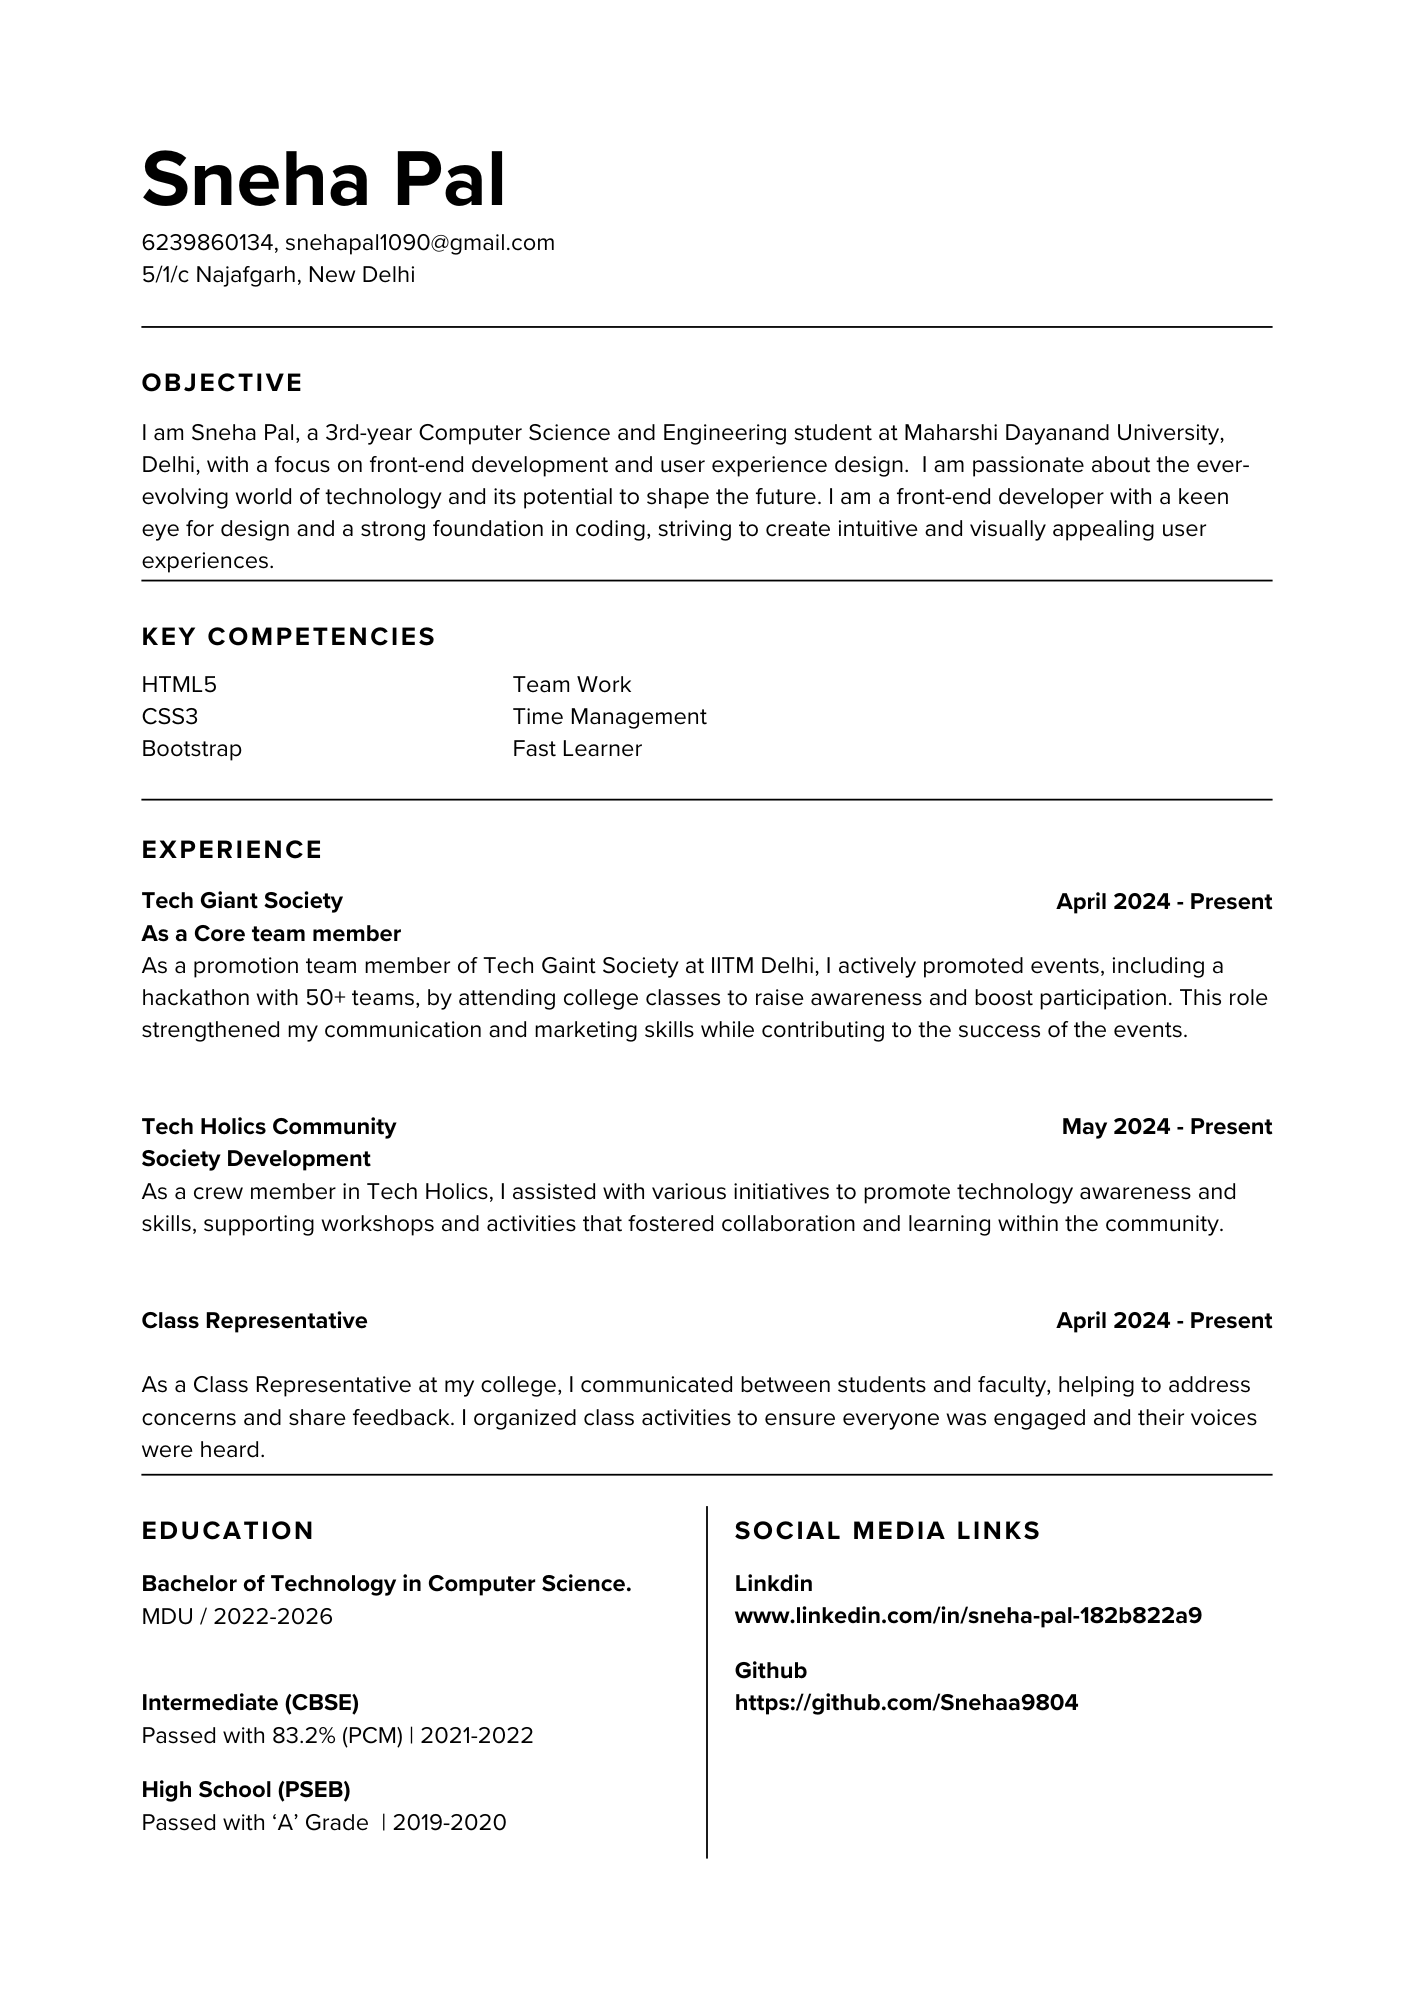 Sneha Pal
6239860134, snehapal1090@gmail.com
5/1/c Najafgarh, New Delhi
OBJECTIVE
I am Sneha Pal, a 3rd-year Computer Science and Engineering student at Maharshi Dayanand University,
Delhi, with a focus on front-end development and user experience design.  I am passionate about the ever-
evolving world of technology and its potential to shape the future. I am a front-end developer with a keen
eye for design and a strong foundation in coding, striving to create intuitive and visually appealing user
experiences.
KEY COMPETENCIES
HTML5
CSS3
Bootstrap
Team Work
Time Management
Fast Learner
EXPERIENCE
Tech Giant Society
April 2024 - Present
As a Core team member
As a promotion team member of Tech Gaint Society at IITM Delhi, I actively promoted events, including a
hackathon with 50+ teams, by attending college classes to raise awareness and boost participation. This role
strengthened my communication and marketing skills while contributing to the success of the events.
Tech Holics Community
May 2024 - Present
Society Development
As a crew member in Tech Holics, I assisted with various initiatives to promote technology awareness and
skills, supporting workshops and activities that fostered collaboration and learning within the community.
Class Representative
April 2024 - Present
As a Class Representative at my college, I communicated between students and faculty, helping to address
concerns and share feedback. I organized class activities to ensure everyone was engaged and their voices
were heard.
EDUCATION
Bachelor of Technology in Computer Science.
MDU / 2022-2026
Intermediate (CBSE)
Passed with 83.2% (PCM) | 2021-2022
High School (PSEB)
Passed with ‘A’ Grade  | 2019-2020
SOCIAL MEDIA LINKS
Linkdin
www.linkedin.com/in/sneha-pal-182b822a9
Github
https://github.com/Snehaa9804